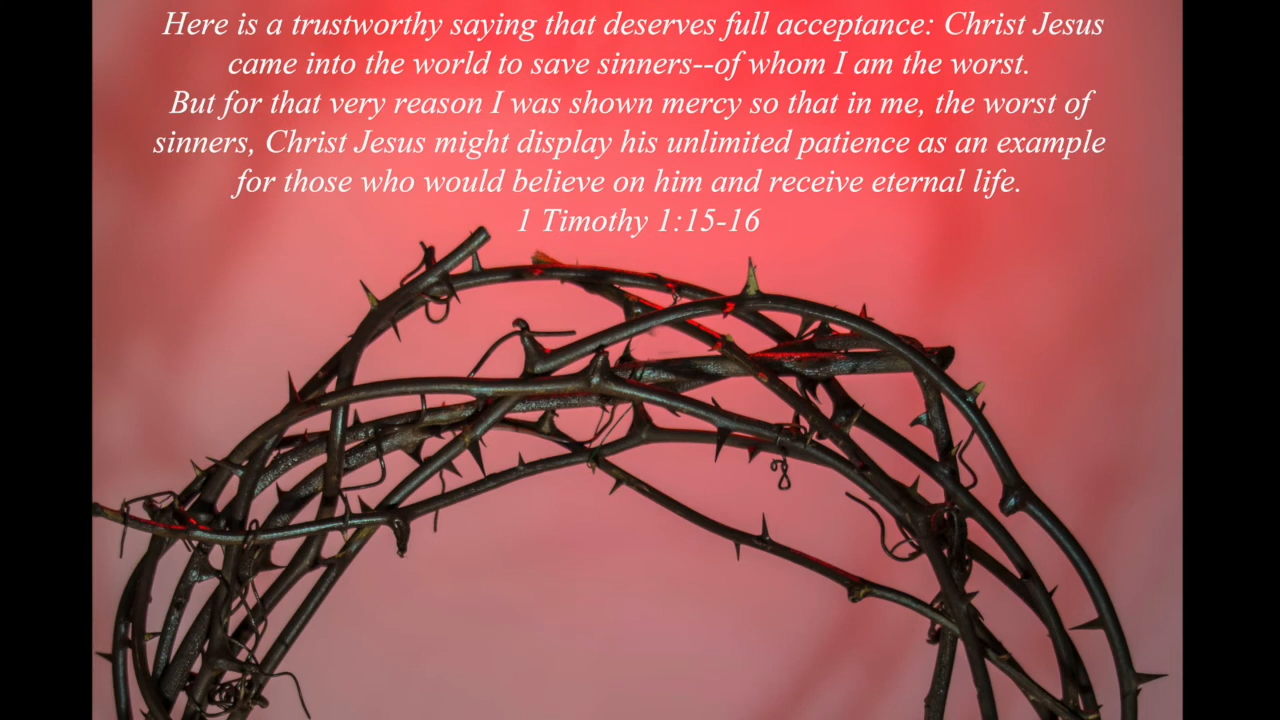 Here is a trustworthy saying that deserves full acceptance: Christ Jesus
came into the world to save sinners--of whom I am the worst.
But for that very reason I was shown mercy so that in me, the worst of
sinners, Christ Jesus might display his unlimited patience as an example
for those who would believe on him and receive eternal life.
1 Timothy 1:15-16